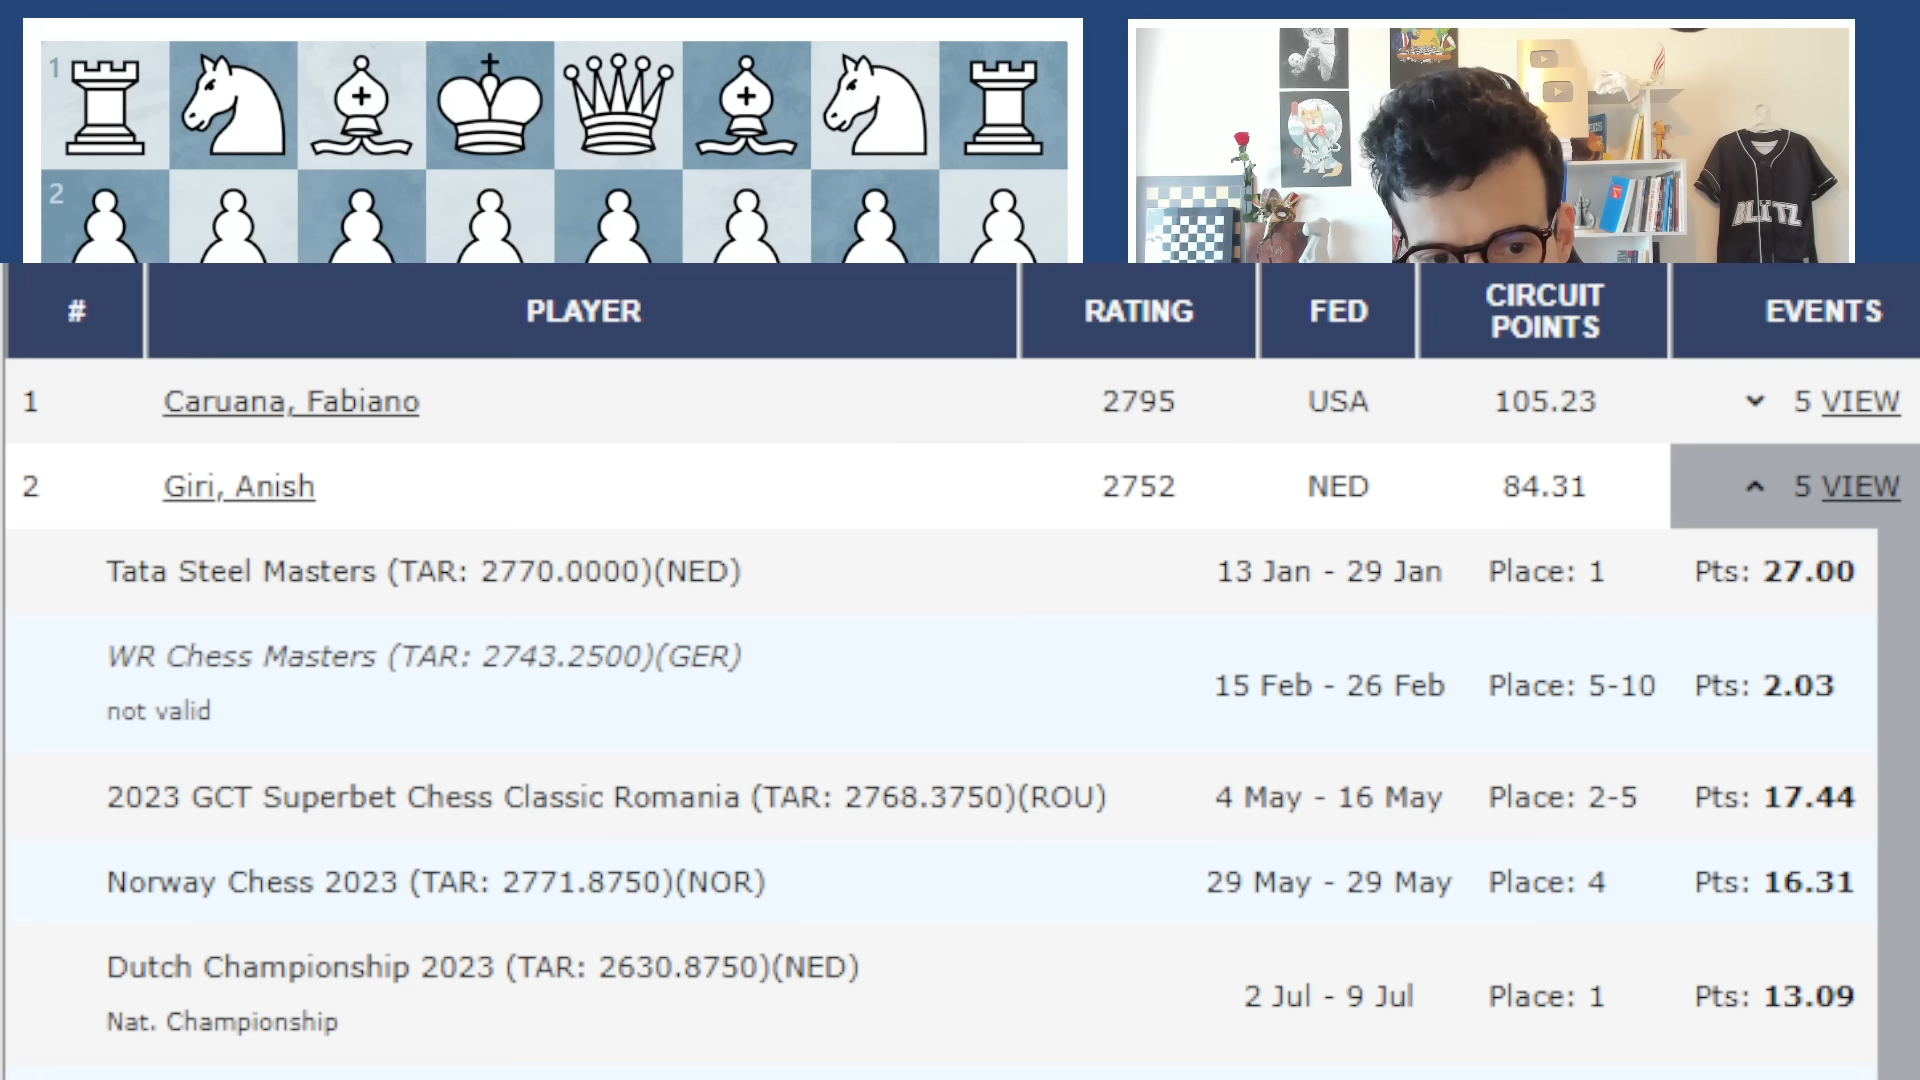 1
2
BLITZ
# PLAYER RATING FED CIRCUIT POINTS EVENTS
1 Caruana, Fabiano 2795 USA 105.23 5 VIEW
2 Giri, Anish 2752 NED 84.31 5 VIEW
Tata Steel Masters (TAR: 2770.0000)(NED) 13 Jan - 29 Jan Place: 1 Pts: 27.00
WR Chess Masters (TAR: 2743.2500)(GER)
not valid
15 Feb - 26 Feb Place: 5-10 Pts: 2.03
2023 GCT Superbet Chess Classic Romania (TAR: 2768.3750)(ROU) 4 May - 16 May Place: 2-5 Pts: 17.44
Norway Chess 2023 (TAR: 2771.8750)(NOR) 29 May - 29 May Place: 4 Pts: 16.31
Dutch Championship 2023 (TAR: 2630.8750)(NED)
Nat. Championship
2 Jul - 9 Jul Place: 1 Pts: 13.09